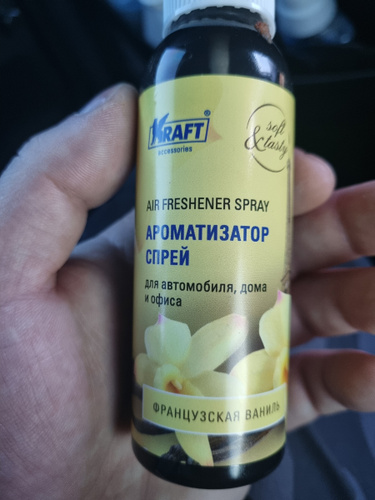 KRAFT®
accessories
soft
& tasty
AIR FRESHENER SPRAY
АРОМАТИЗАТОР
СПРЕЙ
для автомобиля, дома
и офиса
ФРАНЦУЗСКАЯ ВАНИЛЬ